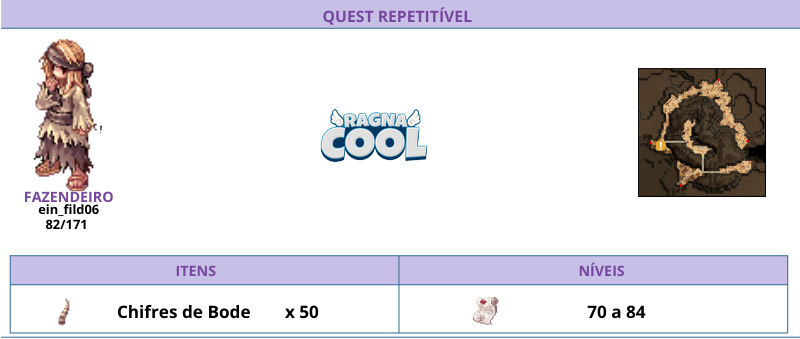 QUEST REPETITÍVEL
RAGNA
COOL
FAZENDEIRO
ein_fild06
82/171
ITENS
NÍVEIS
Chifres de Bode x 50
70 a 84